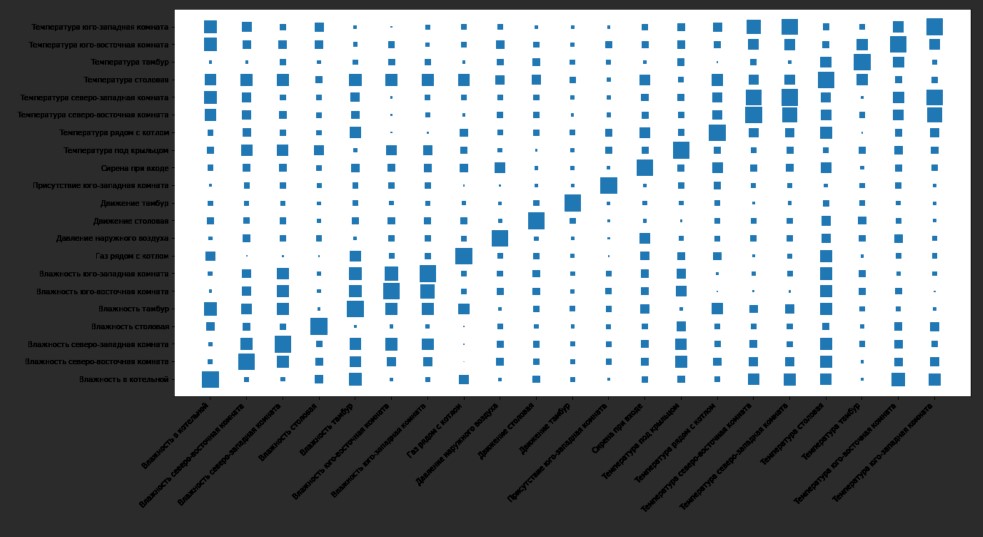 Температура юго-западная комната
Температура юго-восточная комната
Температура тамбур
Температура столовая
Температура северо-западная комната
Температура северо-восточная комната
Температура рядом с котлом
Температура под крыльцом
Сирена при входе
Присутствие юго-западная комната
Движение тамбур
Движение столовая
Давление наружного воздуха
Газ рядом с котлом
Влажность юго-западная комната
Влажность юго-восточная комната
Влажность тамбур
Влажность столовая
Влажность северо-западная комната
Влажность северо-восточная комната
Влажность в котельной
Влажность в котельной
Влажность северо-восточная комната
Влажность северо-западная комната
Влажность столовая
Влажность тамбур
Влажность юго-восточная комната
Влажность юго-западная комната
Газ рядом с котлом
Давление наружного воздуха
Движение столовая
Движение тамбур
Присутствие юго-западная комната
Сирена при входе
Температура под крыльцом
Температура рядом с котлом
Температура северо-восточная комната
Температура северо-западная комната
Температура столовая
Температура тамбур
Температура юго-восточная комната
Температура юго-западная комната